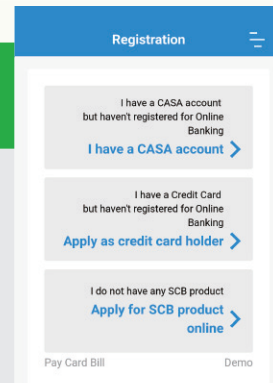 Registration
I have a CASA account
but haven't registered for Online
Banking
I have a CASA account
I have a Credit Card
but haven't registered for Online
Banking
Apply as credit card holder
I do not have any SCB product
Apply for SCB product
online
Pay Card Bill
Demo